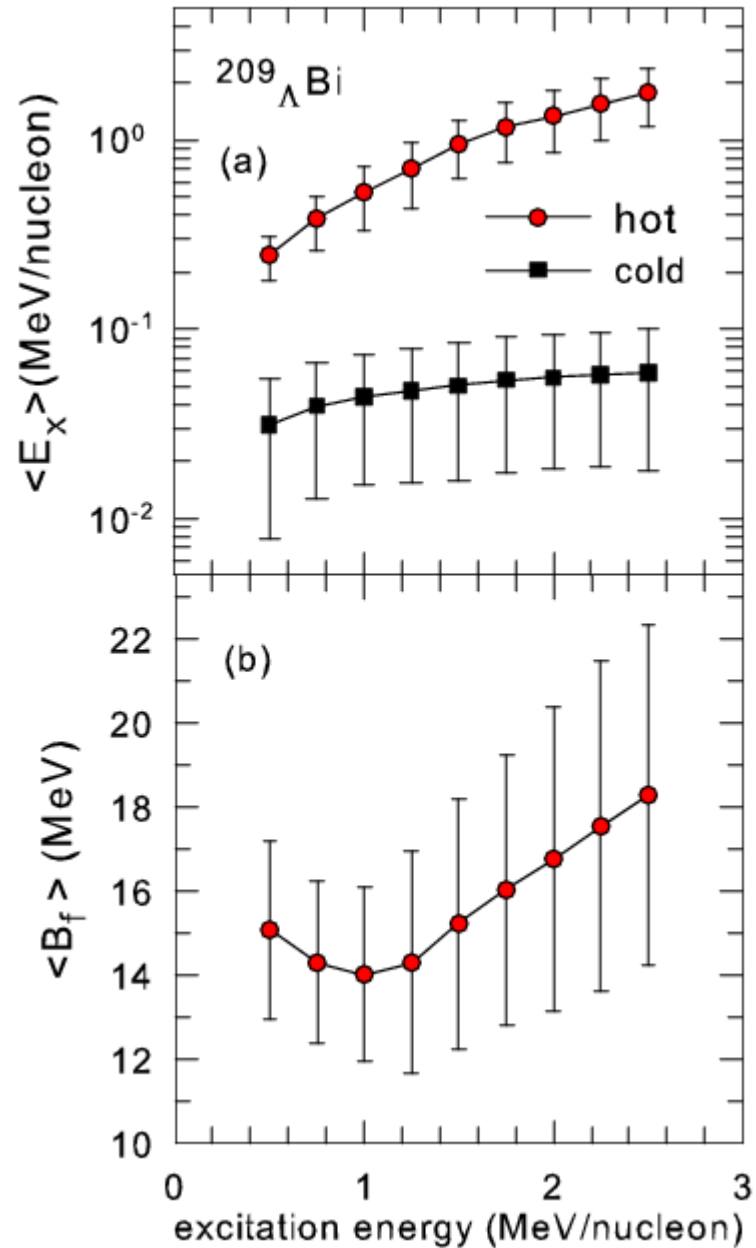 ²⁰⁹ΛBi
(a)
hot
cold
10⁰
10⁻¹
10⁻²
<Eₓ>(MeV/nucleon)
(b)
22
20
18
16
14
12
10
<B_f> (MeV)
0 1 2 3
excitation energy (MeV/nucleon)